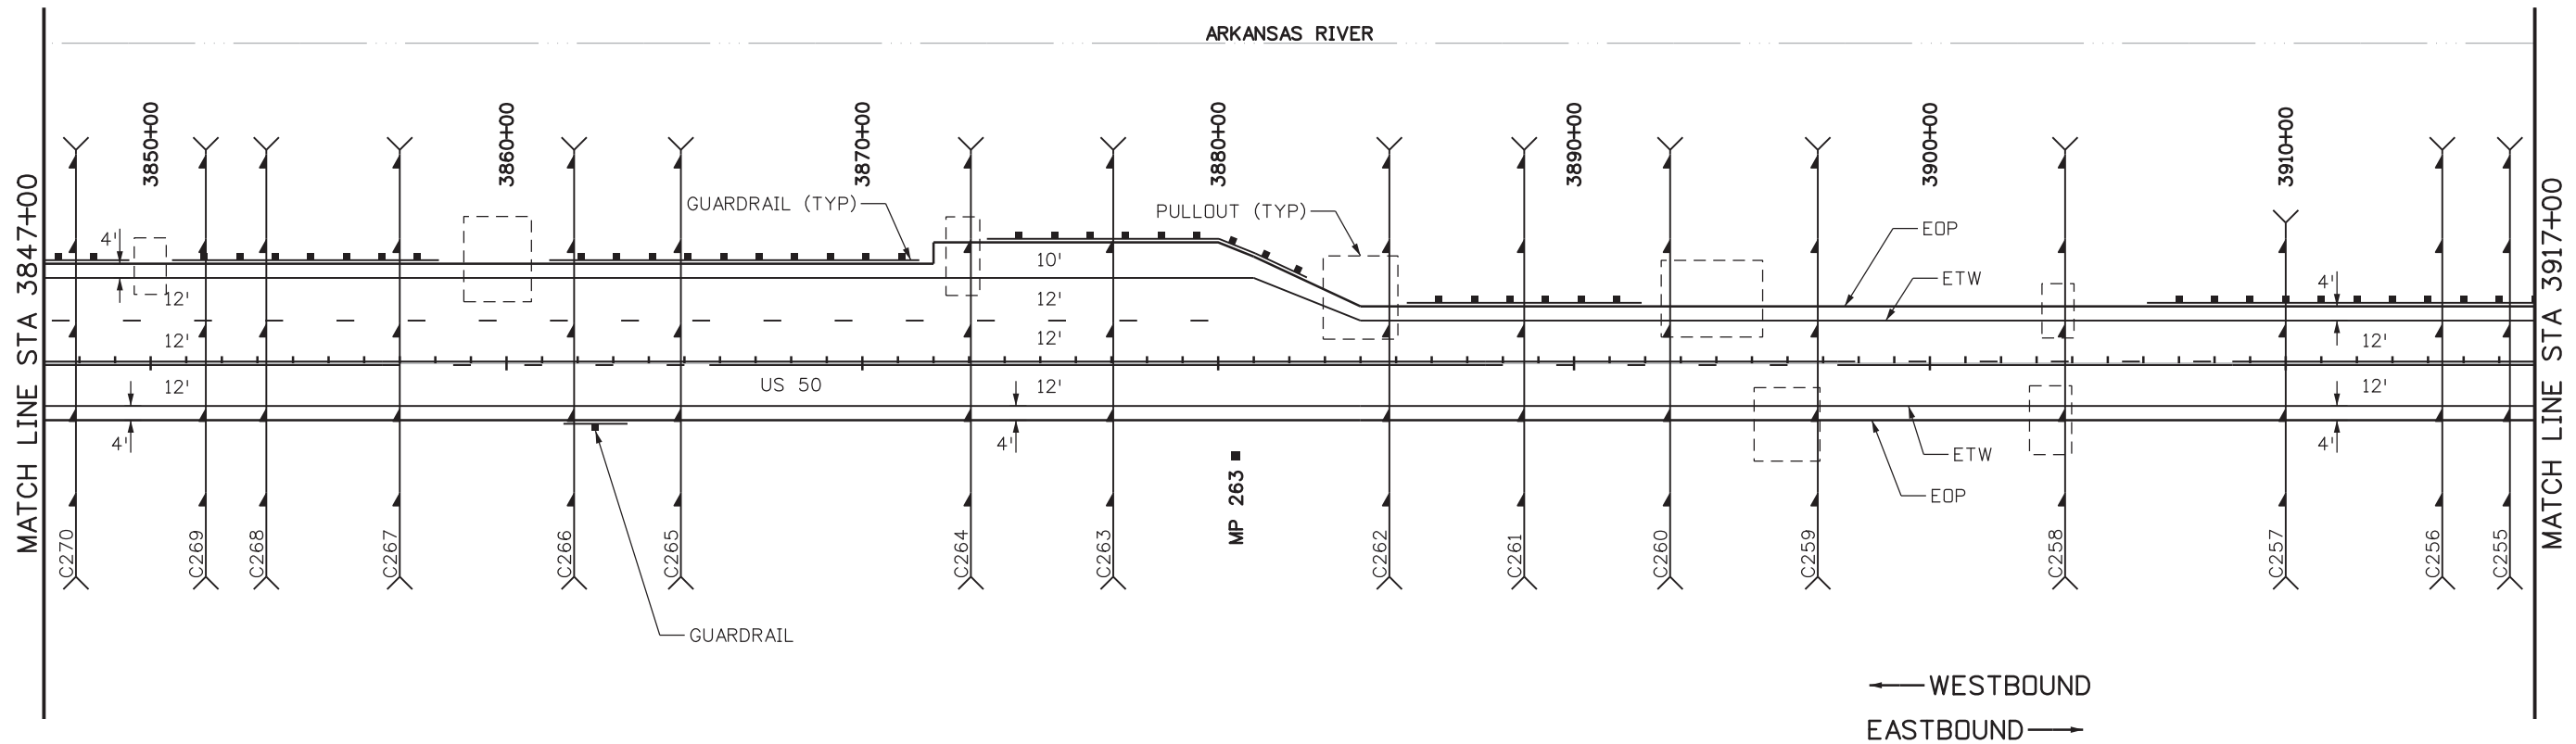 ARKANSAS RIVER
MATCH LINE STA 3847+00
3850+00
3860+00
3870+00
3880+00
3890+00
3900+00
3910+00
MATCH LINE STA 3917+00
GUARDRAIL (TYP)
PULLOUT (TYP)
EOP
ETW
4'
10'
4'
12'
12'
12'
12'
12'
12'
US 50
12'
12'
4'
4'
4'
ETW
EOP
MP 263
C270
C269
C268
C267
C266
C265
C264
C263
C262
C261
C260
C259
C258
C257
C256
C255
GUARDRAIL
WESTBOUND
EASTBOUND